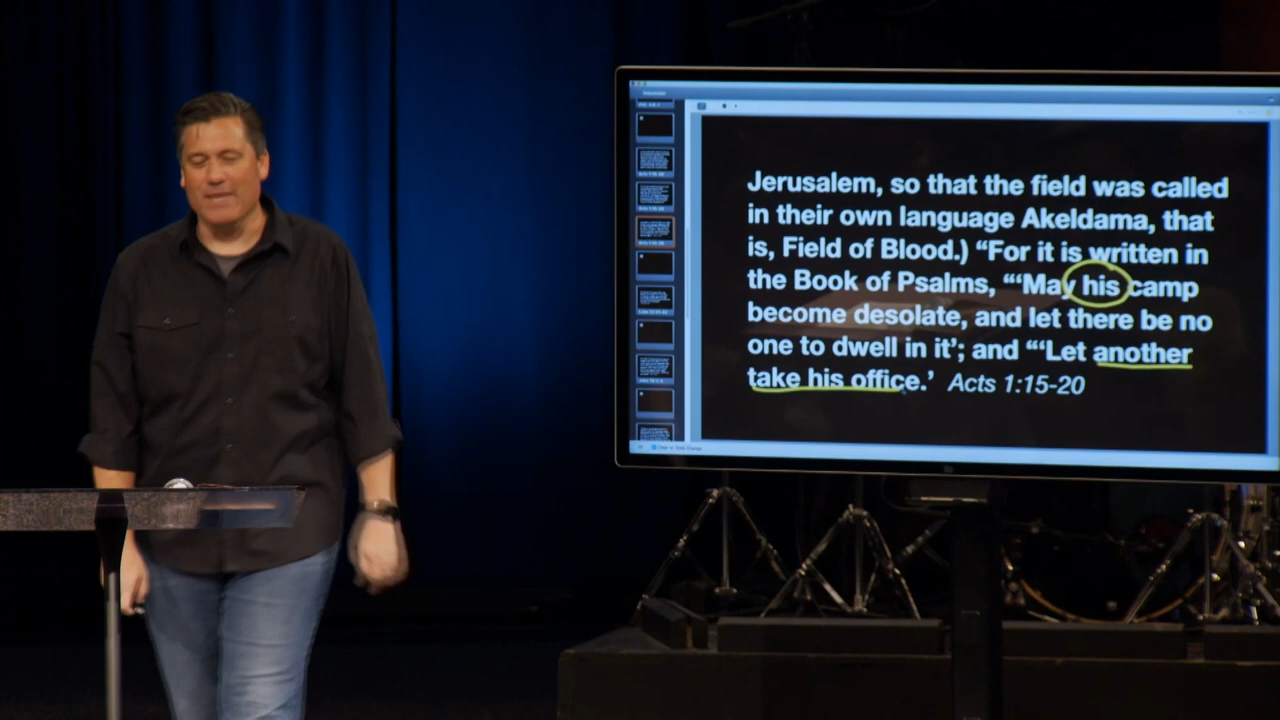 Jerusalem, so that the field was called
in their own language Akeldama, that
is, Field of Blood.) “For it is written in
the Book of Psalms, “‘May his camp
become desolate, and let there be no
one to dwell in it’; and “‘Let another
take his office.’ Acts 1:15-20